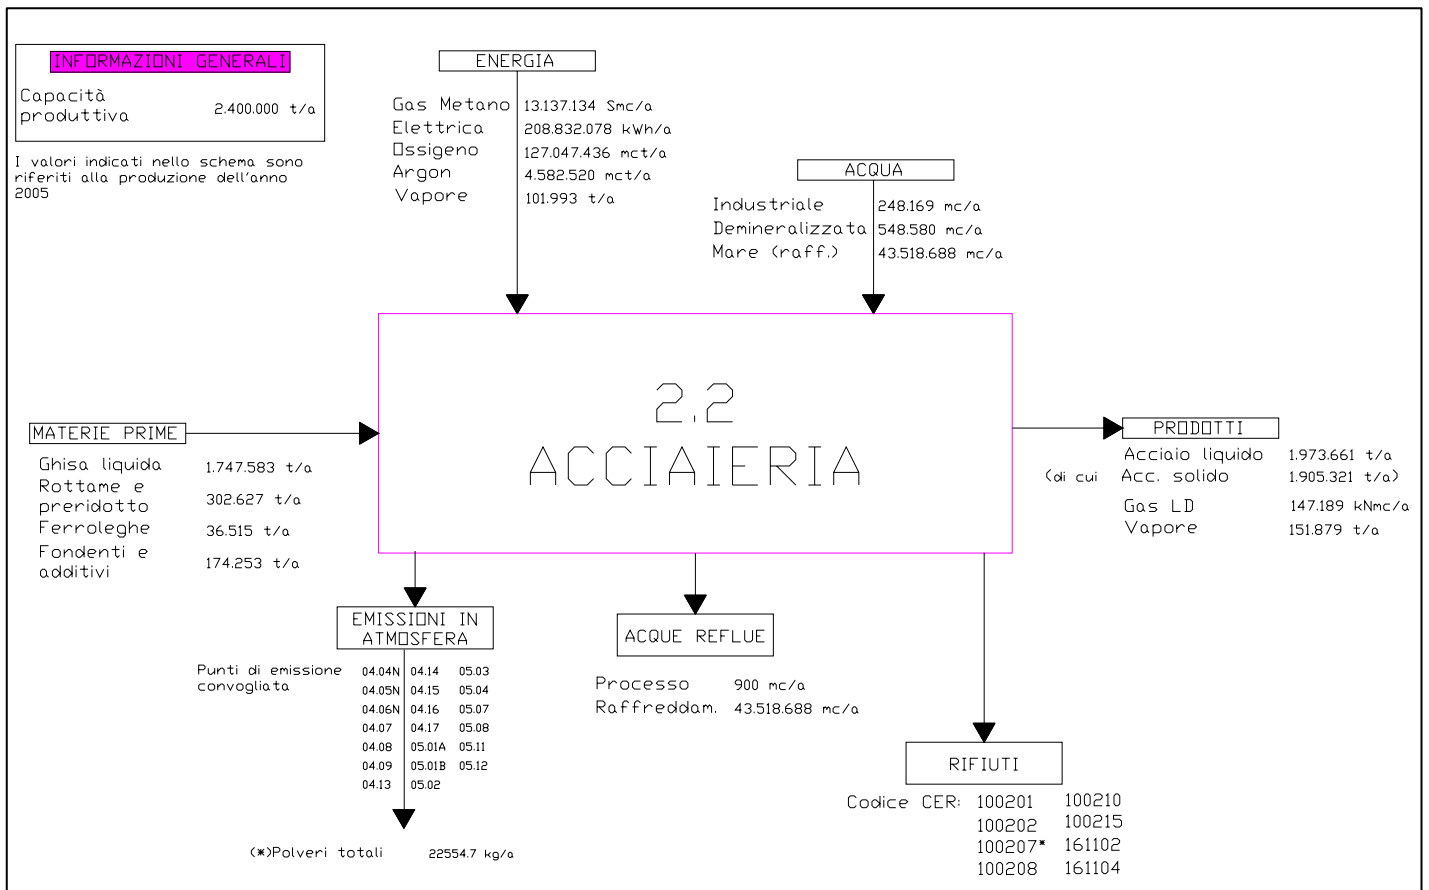 INFORMAZIONI GENERALI
Capacità
produttiva 2.400.000 t/a
I valori indicati nello schema sono
riferiti alla produzione dell'anno
2005
ENERGIA
Gas Metano 13.137.134 Smc/a
Elettrica 208.832.078 kWh/a
Ossigeno 127.047.436 mct/a
Argon 4.582.520 mct/a
Vapore 101.993 t/a
ACQUA
Industriale 248.169 mc/a
Demineralizzata 548.580 mc/a
Mare (raff.) 43.518.688 mc/a
2.2
ACCIAIERIA
MATERIE PRIME
Ghisa liquida 1.747.583 t/a
Rottame e
preridotto 302.627 t/a
Ferroleghe 36.515 t/a
Fondenti e
additivi 174.253 t/a
PRODOTTI
Acciaio liquido 1.973.661 t/a
(di cui Acc. solido 1.905.321 t/a)
Gas LD 147.189 kNmc/a
Vapore 151.879 t/a
EMISSIONI IN
ATMOSFERA
Punti di emissione
convogliata
04.04N 04.14 05.03
04.05N 04.15 05.04
04.06N 04.16 05.07
04.07 04.17 05.08
04.08 05.01A 05.11
04.09 05.01B 05.12
04.13 05.02
(*)Polveri totali 22554.7 kg/a
ACQUE REFLUE
Processo 900 mc/a
Raffreddam. 43.518.688 mc/a
RIFIUTI
Codice CER: 100201 100210
100202 100215
100207* 161102
100208 161104